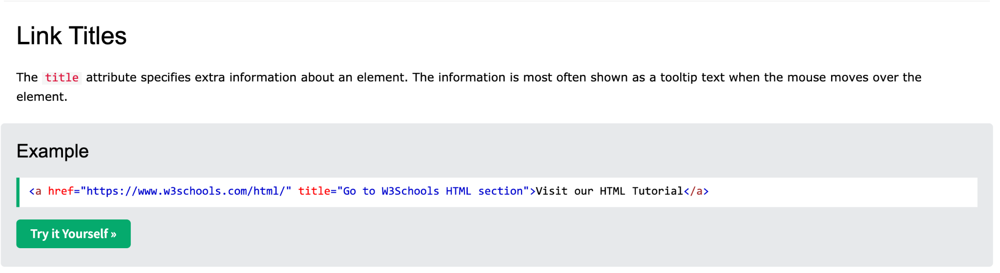 Link Titles
The title attribute specifies extra information about an element. The information is most often shown as a tooltip text when the mouse moves over the
element.
Example
<a href="https://www.w3schools.com/html/" title="Go to W3Schools HTML section">Visit our HTML Tutorial</a>
Try it Yourself »